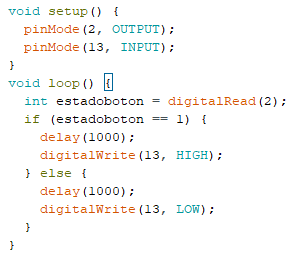 void setup() {
  pinMode(2, OUTPUT);
  pinMode(13, INPUT);
}
void loop() {
  int estadoboton = digitalRead(2);
  if (estadoboton == 1) {
    delay(1000);
    digitalWrite(13, HIGH);
  } else {
    delay(1000);
    digitalWrite(13, LOW);
  }
}